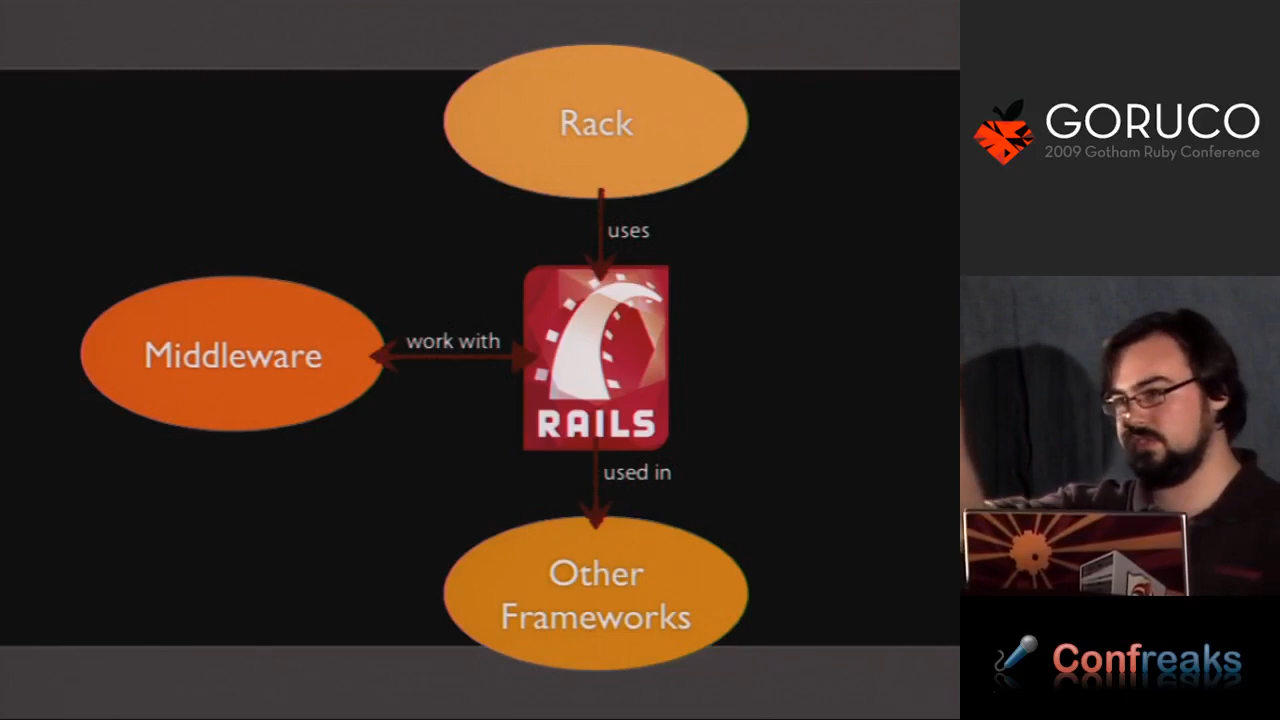 Rack
uses
Middleware
work with
RAILS
used in
Other
Frameworks
GORUCO
2009 Gotham Ruby Conference
Confreaks